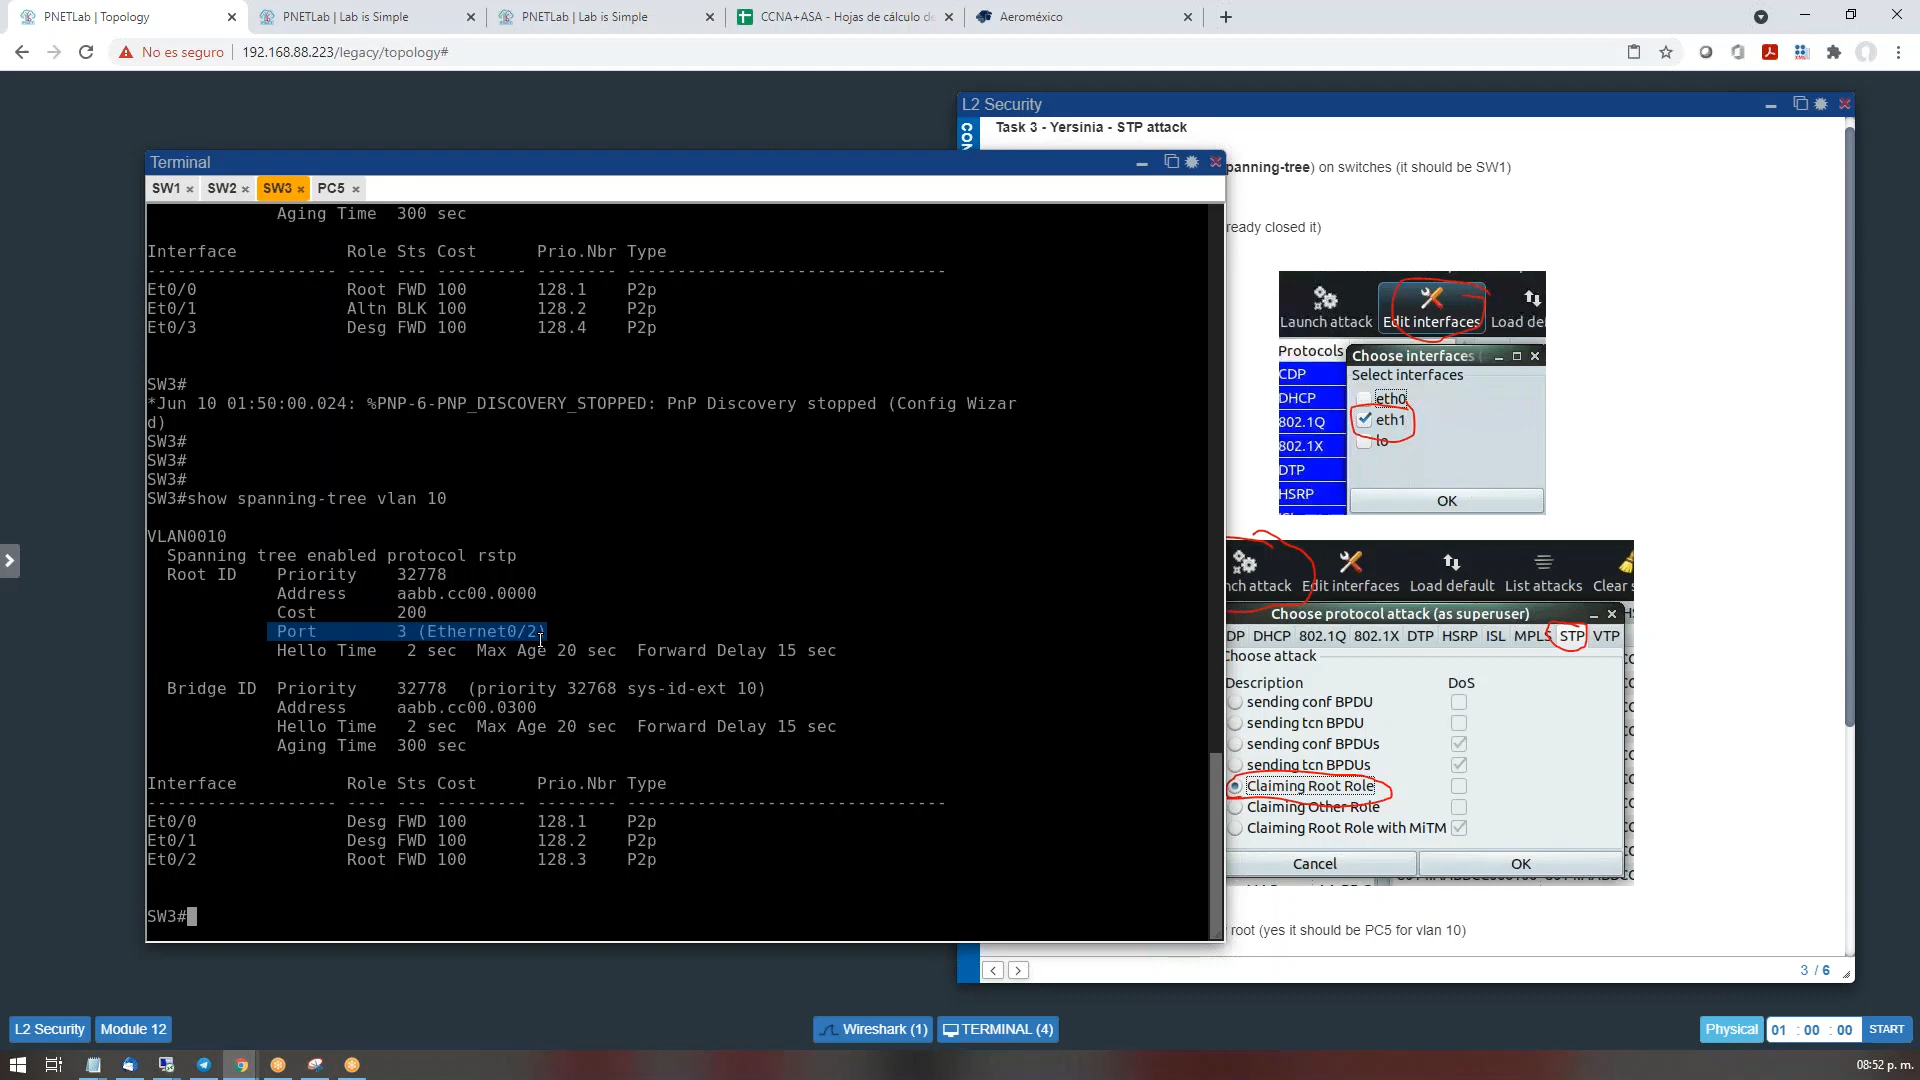 PNETLab | Topology
PNETLab | Lab is Simple
PNETLab | Lab is Simple
CCNA+ASA - Hojas de cálculo de
Aeroméxico
No es seguro
192.168.88.223/legacy/topology#
L2 Security
CON
Task 3 - Yersinia - STP attack
panning-tree) on switches (it should be SW1)
ready closed it)
Launch attack
Edit interfaces
Load de
Protocols
Choose interfaces
Select interfaces
CDP
DHCP
802.1Q
802.1X
DTP
HSRP
eth0
eth1
lo
OK
ch attack
Edit interfaces
Load default
List attacks
Clear
Choose protocol attack (as superuser)
DP DHCP 802.1Q 802.1X DTP HSRP ISL MPLS STP VTP
Choose attack
Description DoS
sending conf BPDU
sending tcn BPDU
sending conf BPDUs
sending tcn BPDUs
Claiming Root Role
Claiming Other Role
Claiming Root Role with MiTM
Cancel
OK
root (yes it should be PC5 for vlan 10)
< > 3 / 6
Terminal
SW1 × SW2 × SW3 × PC5 ×
Aging Time 300 sec
Interface Role Sts Cost Prio.Nbr Type
------------------- ---- --- --------- -------- --------------------------------
Et0/0 Root FWD 100 128.1 P2p
Et0/1 Altn BLK 100 128.2 P2p
Et0/3 Desg FWD 100 128.4 P2p
SW3#
*Jun 10 01:50:00.024: %PNP-6-PNP_DISCOVERY_STOPPED: PnP Discovery stopped (Config Wizar
d)
SW3#
SW3#
SW3#
SW3#show spanning-tree vlan 10
VLAN0010
Spanning tree enabled protocol rstp
Root ID Priority 32778
Address aabb.cc00.0000
Cost 200
Port 3 (Ethernet0/2)
Hello Time 2 sec Max Age 20 sec Forward Delay 15 sec
Bridge ID Priority 32778 (priority 32768 sys-id-ext 10)
Address aabb.cc00.0300
Hello Time 2 sec Max Age 20 sec Forward Delay 15 sec
Aging Time 300 sec
Interface Role Sts Cost Prio.Nbr Type
------------------- ---- --- --------- -------- --------------------------------
Et0/0 Desg FWD 100 128.1 P2p
Et0/1 Desg FWD 100 128.2 P2p
Et0/2 Root FWD 100 128.3 P2p
SW3#
L2 Security
Module 12
Wireshark (1)
TERMINAL (4)
Physical
01 : 00 : 00
START
08:52 p. m.